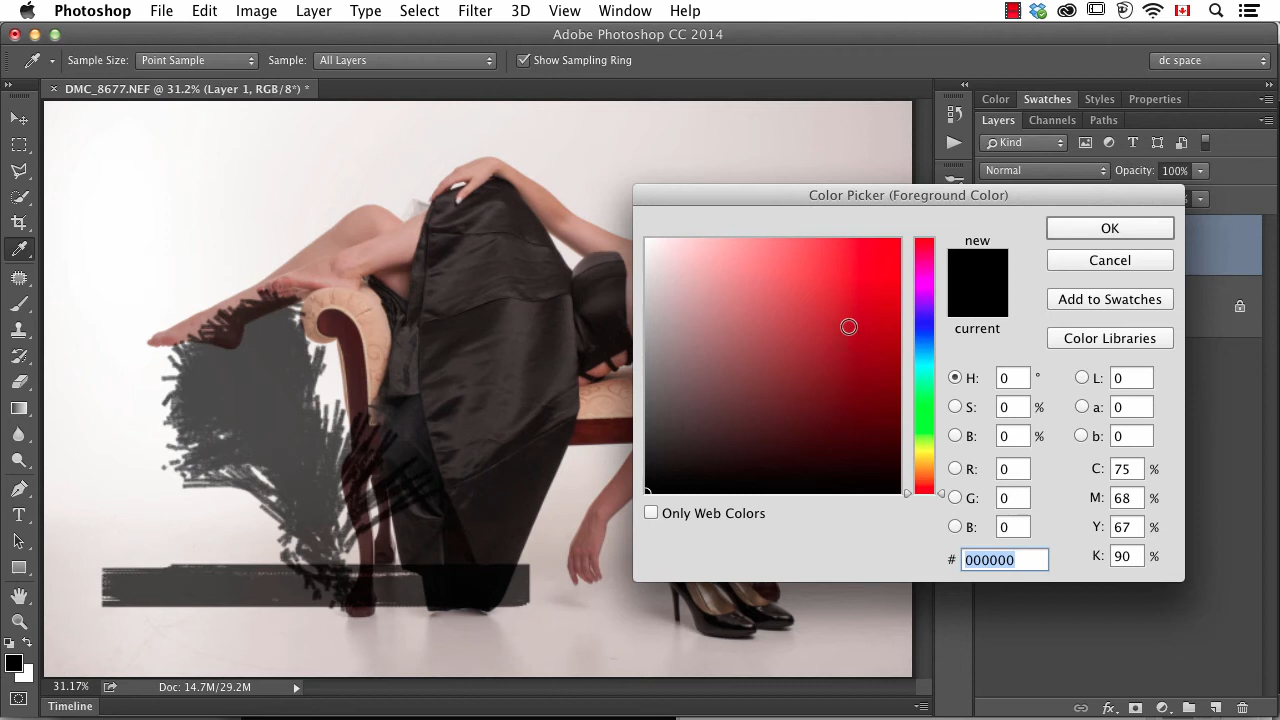 Photoshop File Edit Image Layer Type Select Filter 3D View Window Help
Adobe Photoshop CC 2014
Sample Size: Point Sample Sample: All Layers Show Sampling Ring dc space
DMC_8677.NEF @ 31.2% (Layer 1, RGB/8°) *
Color Swatches Styles Properties
Layers Channels Paths
Kind
Normal Opacity: 100%
Color Picker (Foreground Color)
new
current
OK
Cancel
Add to Swatches
Color Libraries
H: 0 ° L: 0
S: 0 % a: 0
B: 0 % b: 0
R: 0 C: 75 %
G: 0 M: 68 %
B: 0 Y: 67 %
# 000000 K: 90 %
Only Web Colors
31.17% Doc: 14.7M/29.2M
Timeline